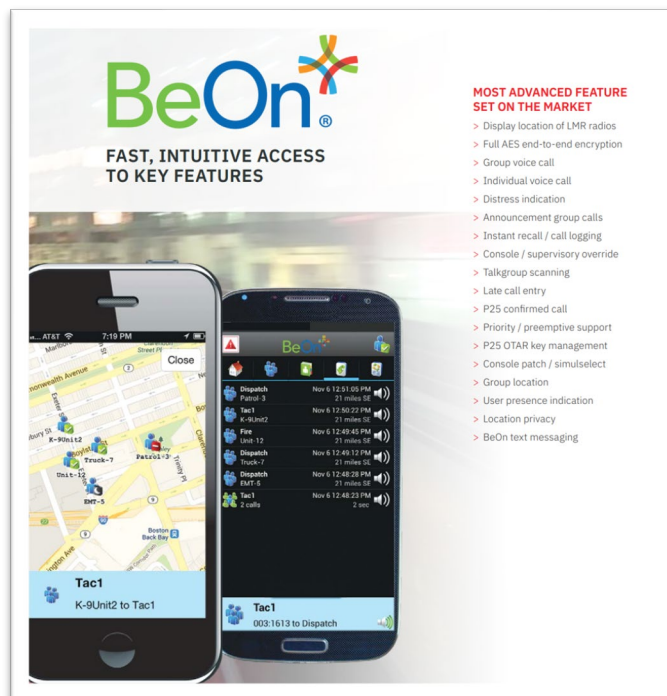 BeOn®
FAST, INTUITIVE ACCESS
TO KEY FEATURES
MOST ADVANCED FEATURE
SET ON THE MARKET
> Display location of LMR radios
> Full AES end-to-end encryption
> Group voice call
> Individual voice call
> Distress indication
> Announcement group calls
> Instant recall / call logging
> Console / supervisory override
> Talkgroup scanning
> Late call entry
> P25 confirmed call
> Priority / preemptive support
> P25 OTAR key management
> Console patch / simulselect
> Group location
> User presence indication
> Location privacy
> BeOn text messaging
AT&T 7:19 PM
Close
K-9Unit2
Truck-7
Patrol-3
Unit-12
EMT-5
Boston
Back Bay
Trinity Pl
Tac1
K-9Unit2 to Tac1
BeOn
Dispatch Nov 6 12:51:05 PM
Patrol-3 21 miles SE
Tac1 Nov 6 12:50:22 PM
K-9Unit2 21 miles SE
Fire Nov 6 12:49:45 PM
Unit-12 21 miles SE
Dispatch Nov 6 12:49:12 PM
Truck-7 21 miles SE
Dispatch Nov 6 12:48:28 PM
EMT-5 21 miles SE
Tac1 Nov 6 12:48:23 PM
2 calls 2 sec
Tac1
003:1613 to Dispatch